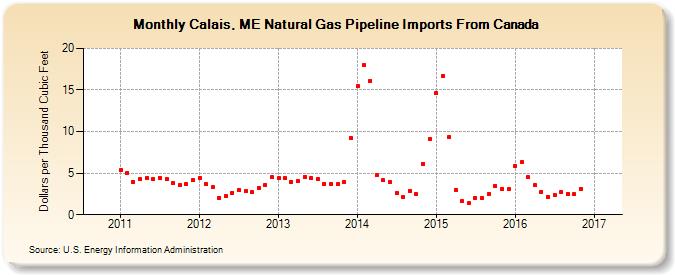 Monthly Calais, ME Natural Gas Pipeline Imports From Canada
Dollars per Thousand Cubic Feet
20
15
10
5
0
2011 2012 2013 2014 2015 2016 2017
Source: U.S. Energy Information Administration